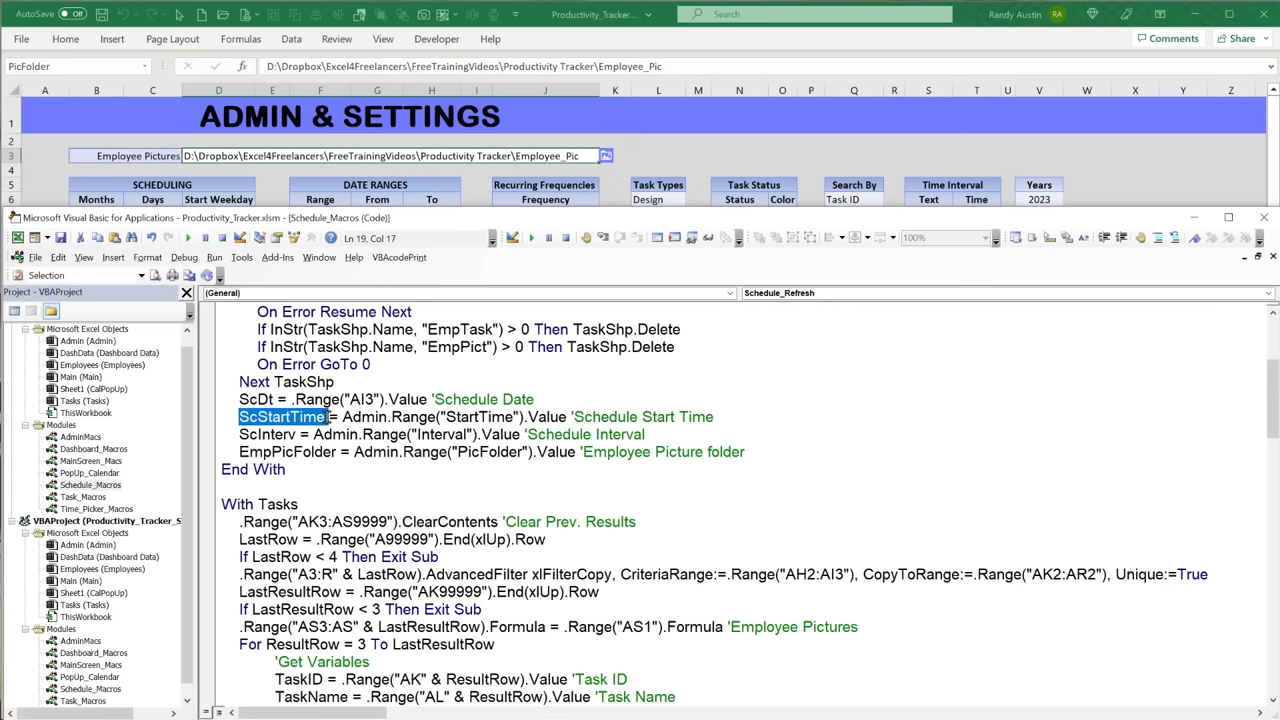 AutoSave Off Productivity_Tracker.... Search Randy Austin RA
File Home Insert Page Layout Formulas Data Review View Developer Help Comments Share
PicFolder fx D:\Dropbox\Excel4Freelancers\FreeTrainingVideos\Productivity Tracker\Employee_Pic
A B C D E F G H I J K L M N O P Q R S T U V W X Y Z
1 ADMIN & SETTINGS
2
3 Employee Pictures D:\Dropbox\Excel4Freelancers\FreeTrainingVideos\Productivity Tracker\Employee_Pic
4
5 SCHEDULING DATE RANGES Recurring Frequencies Task Types Task Status Search By Time Interval Years
6 Months Days Start Weekday Range From To Frequency Design Status Color Task ID Text Time 2023
Microsoft Visual Basic for Applications - Productivity_Tracker.xlsm - [Schedule_Macros (Code)]
Ln 19, Col 17 100%
File Edit View Insert Format Debug Run Tools Add-Ins Window Help VBAcodePrint
Selection
Project - VBAProject
(General) Schedule_Refresh
Microsoft Excel Objects
Admin (Admin)
DashData (Dashboard Data)
Employees (Employees)
Main (Main)
Sheet1 (CalPopUp)
Tasks (Tasks)
ThisWorkbook
Modules
AdminMacs
Dashboard_Macros
MainScreen_Macs
PopUp_Calendar
Schedule_Macros
Task_Macros
Time_Picker_Macros
VBAProject (Productivity_Tracker_S
Microsoft Excel Objects
Admin (Admin)
DashData (Dashboard Data)
Employees (Employees)
Main (Main)
Sheet1 (CalPopUp)
Tasks (Tasks)
ThisWorkbook
Modules
AdminMacs
Dashboard_Macros
MainScreen_Macs
PopUp_Calendar
Schedule_Macros
Task_Macros
On Error Resume Next
If InStr(TaskShp.Name, "EmpTask") > 0 Then TaskShp.Delete
If InStr(TaskShp.Name, "EmpPict") > 0 Then TaskShp.Delete
On Error GoTo 0
Next TaskShp
ScDt = .Range("AI3").Value 'Schedule Date
ScStartTime = Admin.Range("StartTime").Value 'Schedule Start Time
ScInterv = Admin.Range("Interval").Value 'Schedule Interval
EmpPicFolder = Admin.Range("PicFolder").Value 'Employee Picture folder
End With
With Tasks
.Range("AK3:AS9999").ClearContents 'Clear Prev. Results
LastRow = .Range("A99999").End(xlUp).Row
If LastRow < 4 Then Exit Sub
.Range("A3:R" & LastRow).AdvancedFilter xlFilterCopy, CriteriaRange:=.Range("AH2:AI3"), CopyToRange:=.Range("AK2:AR2"), Unique:=True
LastResultRow = .Range("AK99999").End(xlUp).Row
If LastResultRow < 3 Then Exit Sub
.Range("AS3:AS" & LastResultRow).Formula = .Range("AS1").Formula 'Employee Pictures
For ResultRow = 3 To LastResultRow
'Get Variables
TaskID = .Range("AK" & ResultRow).Value 'Task ID
TaskName = .Range("AL" & ResultRow).Value 'Task Name